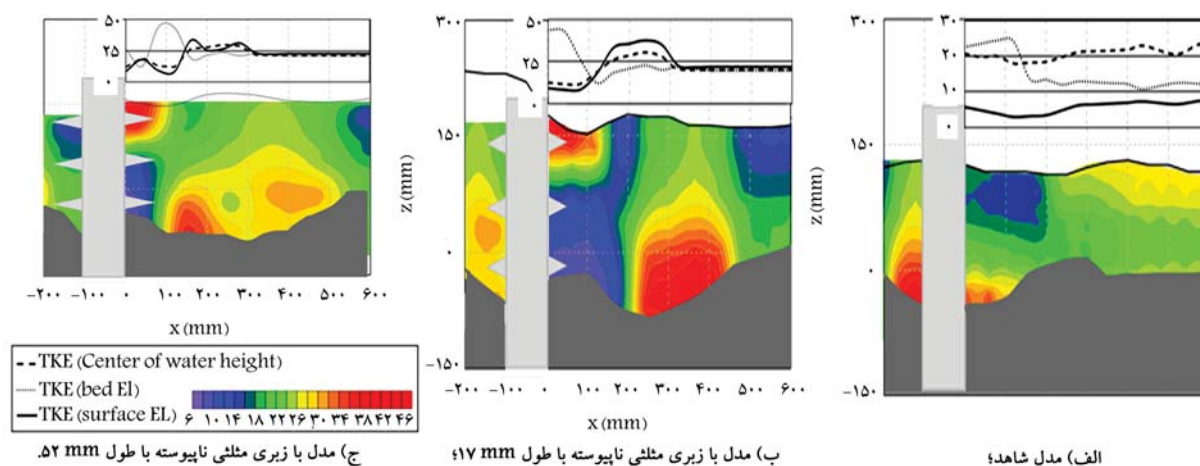 ۳۰۰ ۵۰ ۲۵ ۰
۱۵۰
۰
-۱۵۰
z (mm)
-۲۰۰ -۱۰۰ ۰ ۱۰۰ ۲۰۰ ۳۰۰ ۴۰۰ ۵۰۰ ۶۰۰
x (mm)
۳۰۰ ۵۰ ۲۵ ۰
۱۵۰
۰
-۱۵۰
z (mm)
-۲۰۰ -۱۰۰ ۰ ۱۰۰ ۲۰۰ ۳۰۰ ۴۰۰ ۵۰۰ ۶۰۰
x (mm)
۳۰۰ ۳۰ ۲۰ ۱۰ ۰
۱۵۰
۰
-۱۵۰
TKE (Center of water height)
TKE (bed El)
TKE (surface EL)
۶ ۱۰ ۱۴ ۱۸ ۲۲ ۲۶ ۳۰ ۳۴ ۳۸ ۴۲ ۴۶
الف) مدل شاهد؛
ب) مدل با زبری مثلثی ناپیوسته با طول ۱۷ mm؛
ج) مدل با زبری مثلثی ناپیوسته با طول ۵۲ mm.